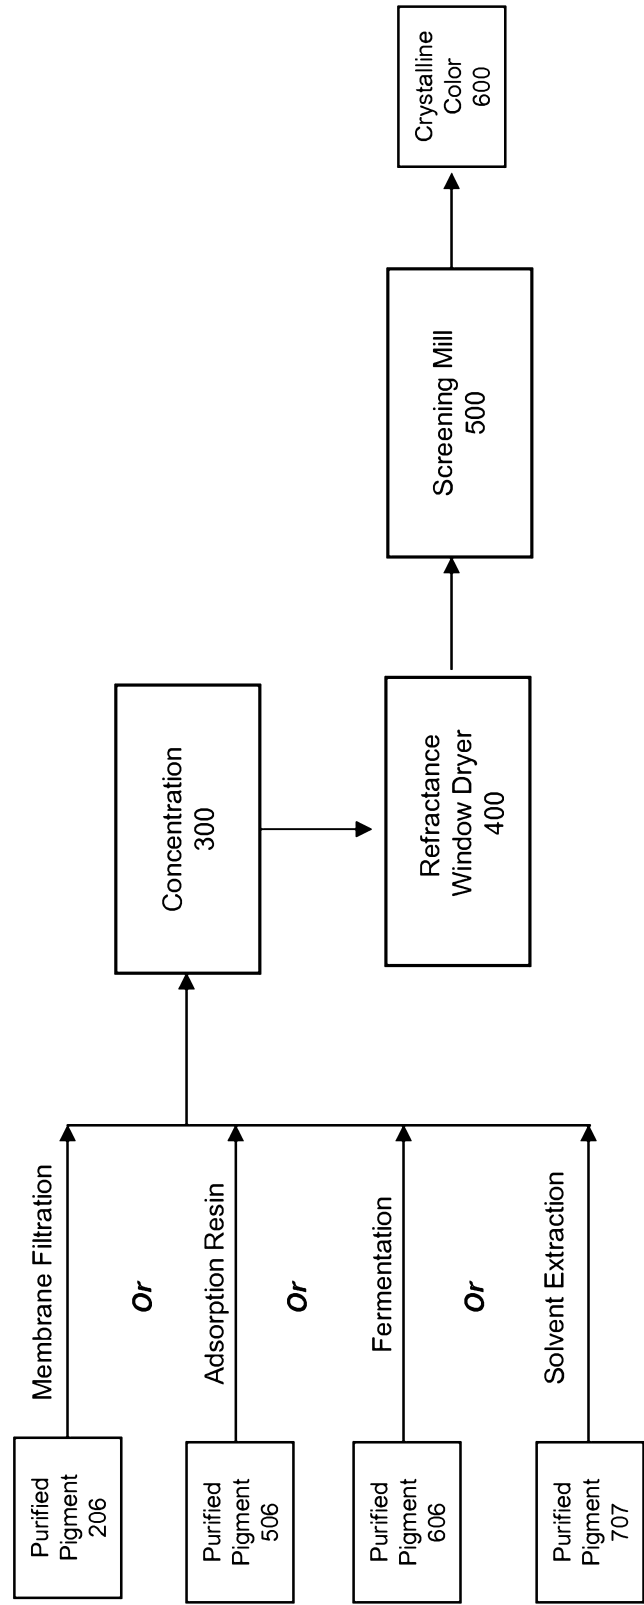 Purified
Pigment
206
Membrane Filtration
Or
Purified
Pigment
506
Adsorption Resin
Or
Purified
Pigment
606
Fermentation
Or
Purified
Pigment
707
Solvent Extraction
Concentration
300
Refractance
Window Dryer
400
Screening Mill
500
Crystalline
Color
600